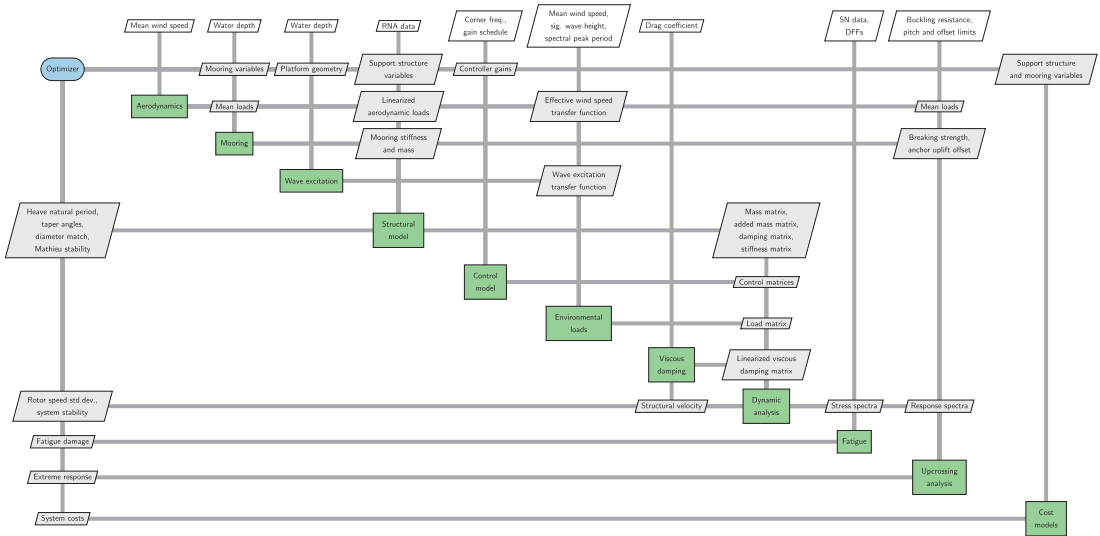 Mean wind speed
Water depth
Water depth
RNA data
Corner freq.,
gain schedule
Mean wind speed,
sig. wave height,
spectral peak period
Drag coefficient
SN data,
DFFs
Buckling resistance,
pitch and offset limits
Optimizer
Mooring variables
Platform geometry
Support structure
variables
Controller gains
Support structure
and mooring variables
Aerodynamics
Mean loads
Linearized
aerodynamic loads
Effective wind speed
transfer function
Mean loads
Mooring
Mooring stiffness
and mass
Breaking strength,
anchor uplift offset
Wave excitation
Wave excitation
transfer function
Heave natural period,
taper angles,
diameter match,
Mathieu stability
Structural
model
Mass matrix,
added mass matrix,
damping matrix,
stiffness matrix
Control
model
Control matrices
Environmental
loads
Load matrix
Viscous
damping
Linearized viscous
damping matrix
Rotor speed std.dev.,
system stability
Structural velocity
Dynamic
analysis
Stress spectra
Response spectra
Fatigue damage
Fatigue
Extreme response
Upcrossing
analysis
System costs
Cost
models